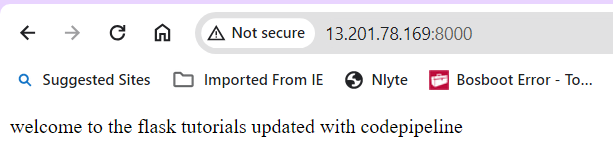 Not secure 13.201.78.169:8000
Suggested Sites Imported From IE Nlyte Bosboot Error - To...
welcome to the flask tutorials updated with codepipeline